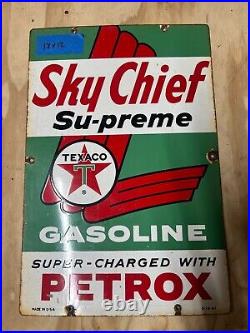 Sky Chief
Su-preme
TEXACO
T
GASOLINE
SUPER-CHARGED WITH
PETROX
MADE IN U.S.A.